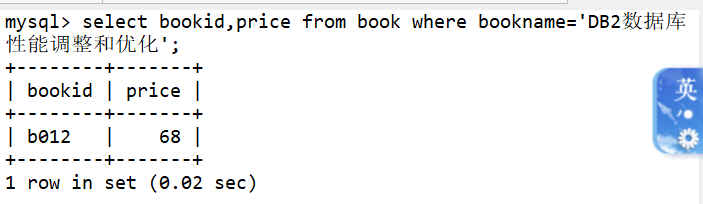 mysql> select bookid,price from book where bookname='DB2数据库
性能调整和优化';
+--------+-------+
| bookid | price |
+--------+-------+
| b012   |    68 |
+--------+-------+
1 row in set (0.02 sec)
英